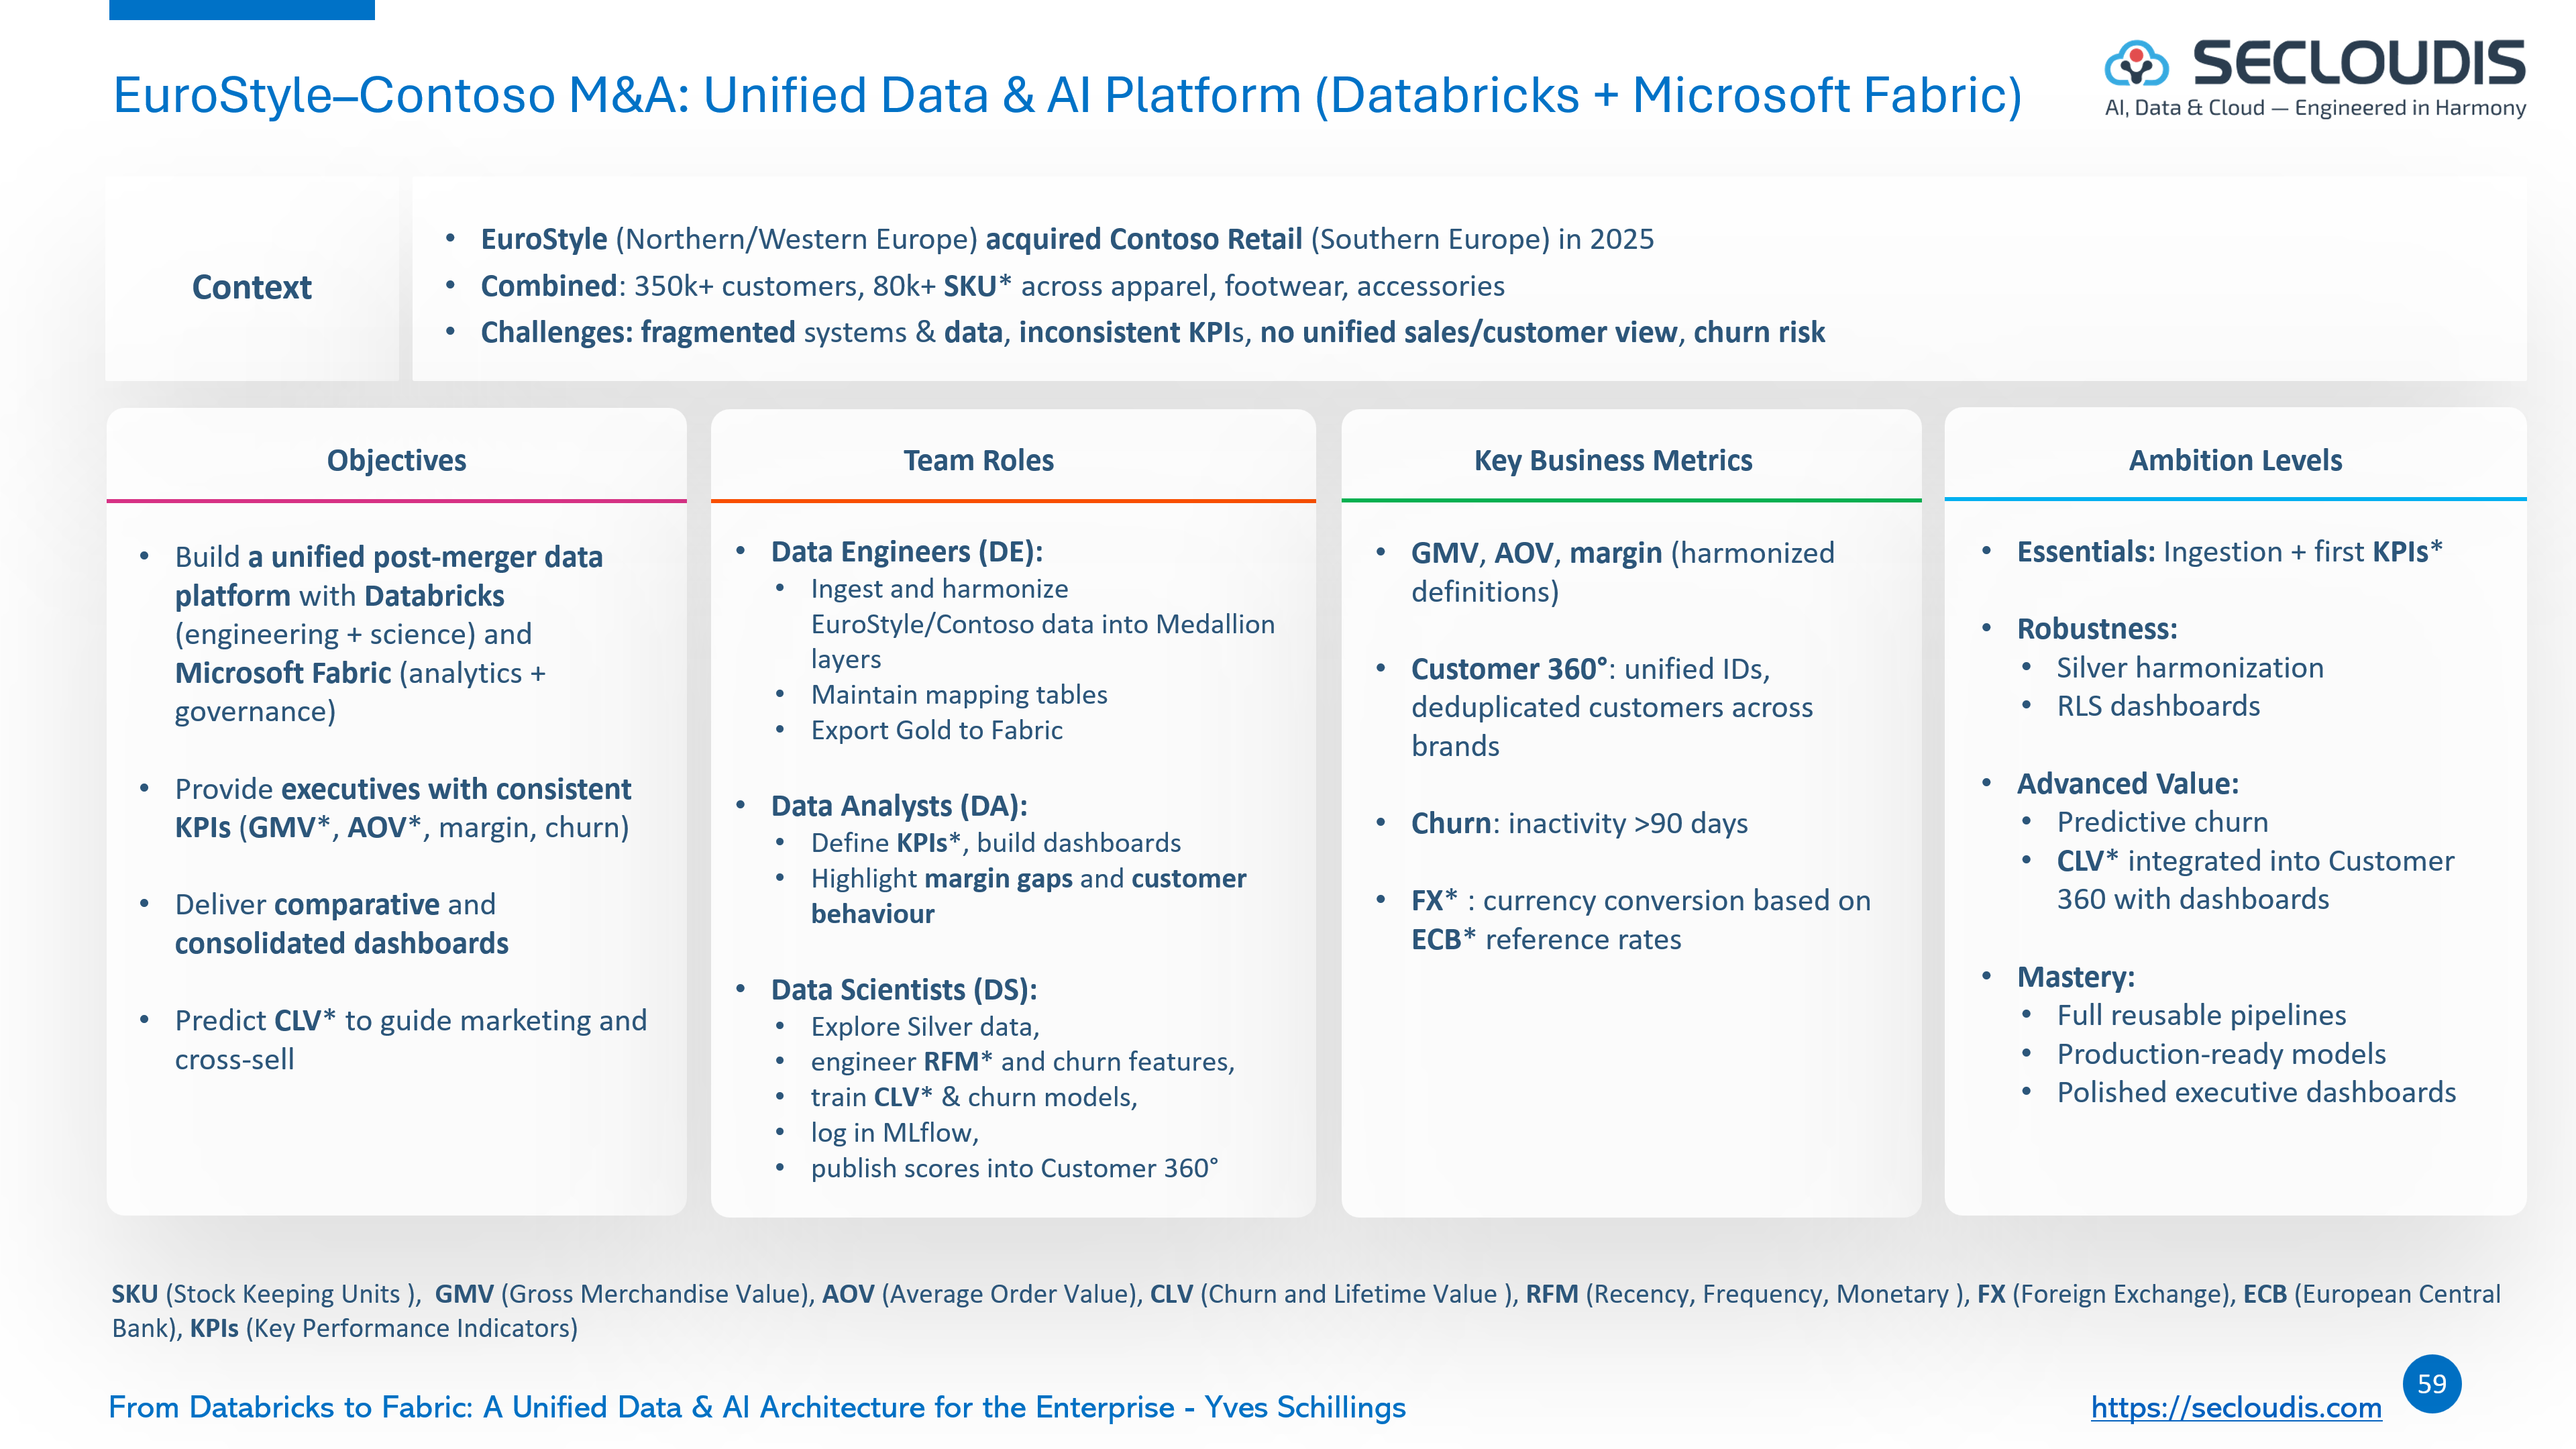 EuroStyle–Contoso M&A: Unified Data & AI Platform (Databricks + Microsoft Fabric)
SECLOUDIS
AI, Data & Cloud — Engineered in Harmony
Context
• EuroStyle (Northern/Western Europe) acquired Contoso Retail (Southern Europe) in 2025
• Combined: 350k+ customers, 80k+ SKU* across apparel, footwear, accessories
• Challenges: fragmented systems & data, inconsistent KPIs, no unified sales/customer view, churn risk
Objectives
• Build a unified post-merger data
platform with Databricks
(engineering + science) and
Microsoft Fabric (analytics +
governance)
• Provide executives with consistent
KPIs (GMV*, AOV*, margin, churn)
• Deliver comparative and
consolidated dashboards
• Predict CLV* to guide marketing and
cross-sell
Team Roles
• Data Engineers (DE):
• Ingest and harmonize
EuroStyle/Contoso data into Medallion
layers
• Maintain mapping tables
• Export Gold to Fabric
• Data Analysts (DA):
• Define KPIs*, build dashboards
• Highlight margin gaps and customer
behaviour
• Data Scientists (DS):
• Explore Silver data,
• engineer RFM* and churn features,
• train CLV* & churn models,
• log in MLflow,
• publish scores into Customer 360°
Key Business Metrics
• GMV, AOV, margin (harmonized
definitions)
• Customer 360°: unified IDs,
deduplicated customers across
brands
• Churn: inactivity >90 days
• FX* : currency conversion based on
ECB* reference rates
Ambition Levels
• Essentials: Ingestion + first KPIs*
• Robustness:
• Silver harmonization
• RLS dashboards
• Advanced Value:
• Predictive churn
• CLV* integrated into Customer
360 with dashboards
• Mastery:
• Full reusable pipelines
• Production-ready models
• Polished executive dashboards
SKU (Stock Keeping Units ), GMV (Gross Merchandise Value), AOV (Average Order Value), CLV (Churn and Lifetime Value ), RFM (Recency, Frequency, Monetary ), FX (Foreign Exchange), ECB (European Central
Bank), KPIs (Key Performance Indicators)
From Databricks to Fabric: A Unified Data & AI Architecture for the Enterprise - Yves Schillings
https://secloudis.com
59